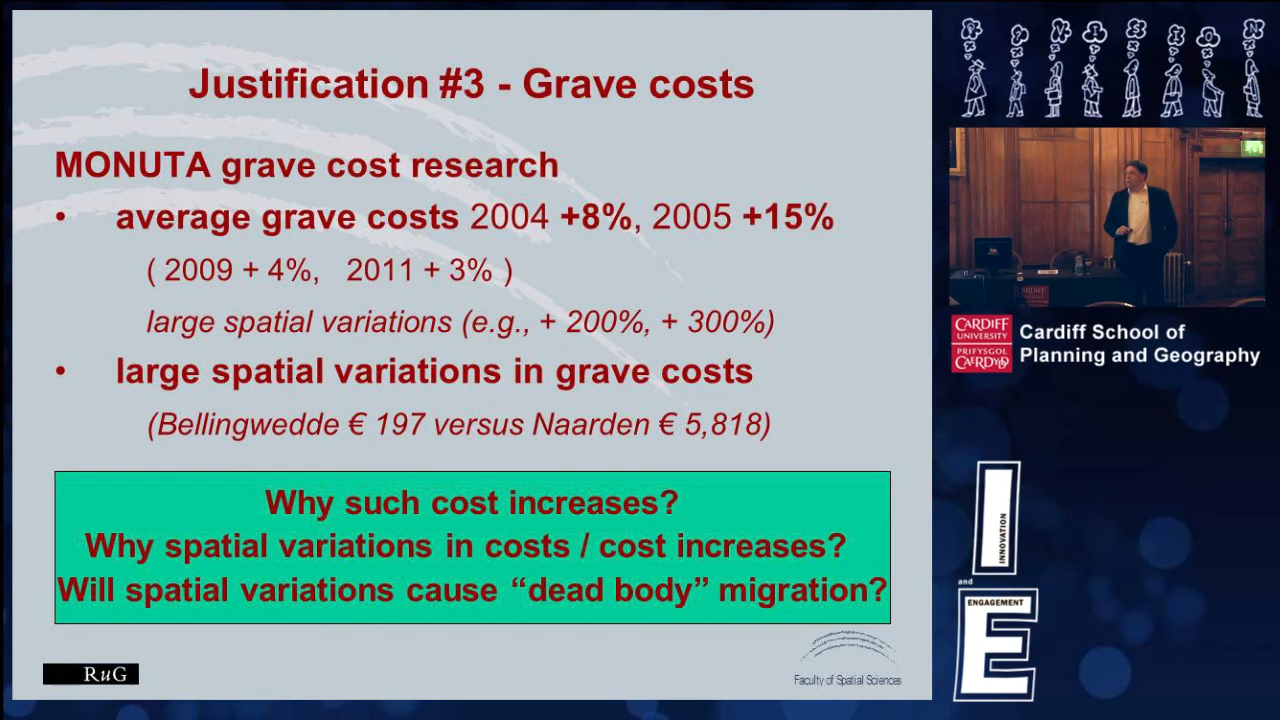 Justification #3 - Grave costs
MONUTA grave cost research
• average grave costs 2004 +8%, 2005 +15%
( 2009 + 4%, 2011 + 3% )
large spatial variations (e.g., + 200%, + 300%)
• large spatial variations in grave costs
(Bellingwedde € 197 versus Naarden € 5,818)
Why such cost increases?
Why spatial variations in costs / cost increases?
Will spatial variations cause “dead body” migration?
RuG
Faculty of Spatial Sciences
CARDIFF
CARDIFF
UNIVERSITY
PRIFYSGOL
CAERDYDD
Cardiff School of
Planning and Geography
I
INNOVATION
and
ENGAGEMENT
E